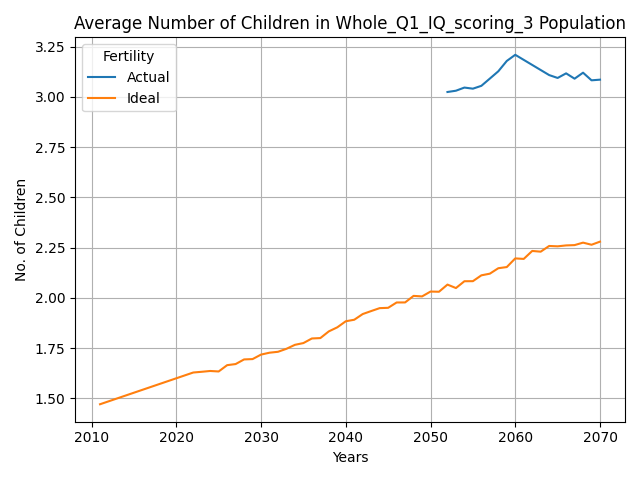 Average Number of Children in Whole_Q1_IQ_scoring_3 Population
Fertility
Actual
Ideal
No. of Children
3.25
3.00
2.75
2.50
2.25
2.00
1.75
1.50
2010 2020 2030 2040 2050 2060 2070
Years